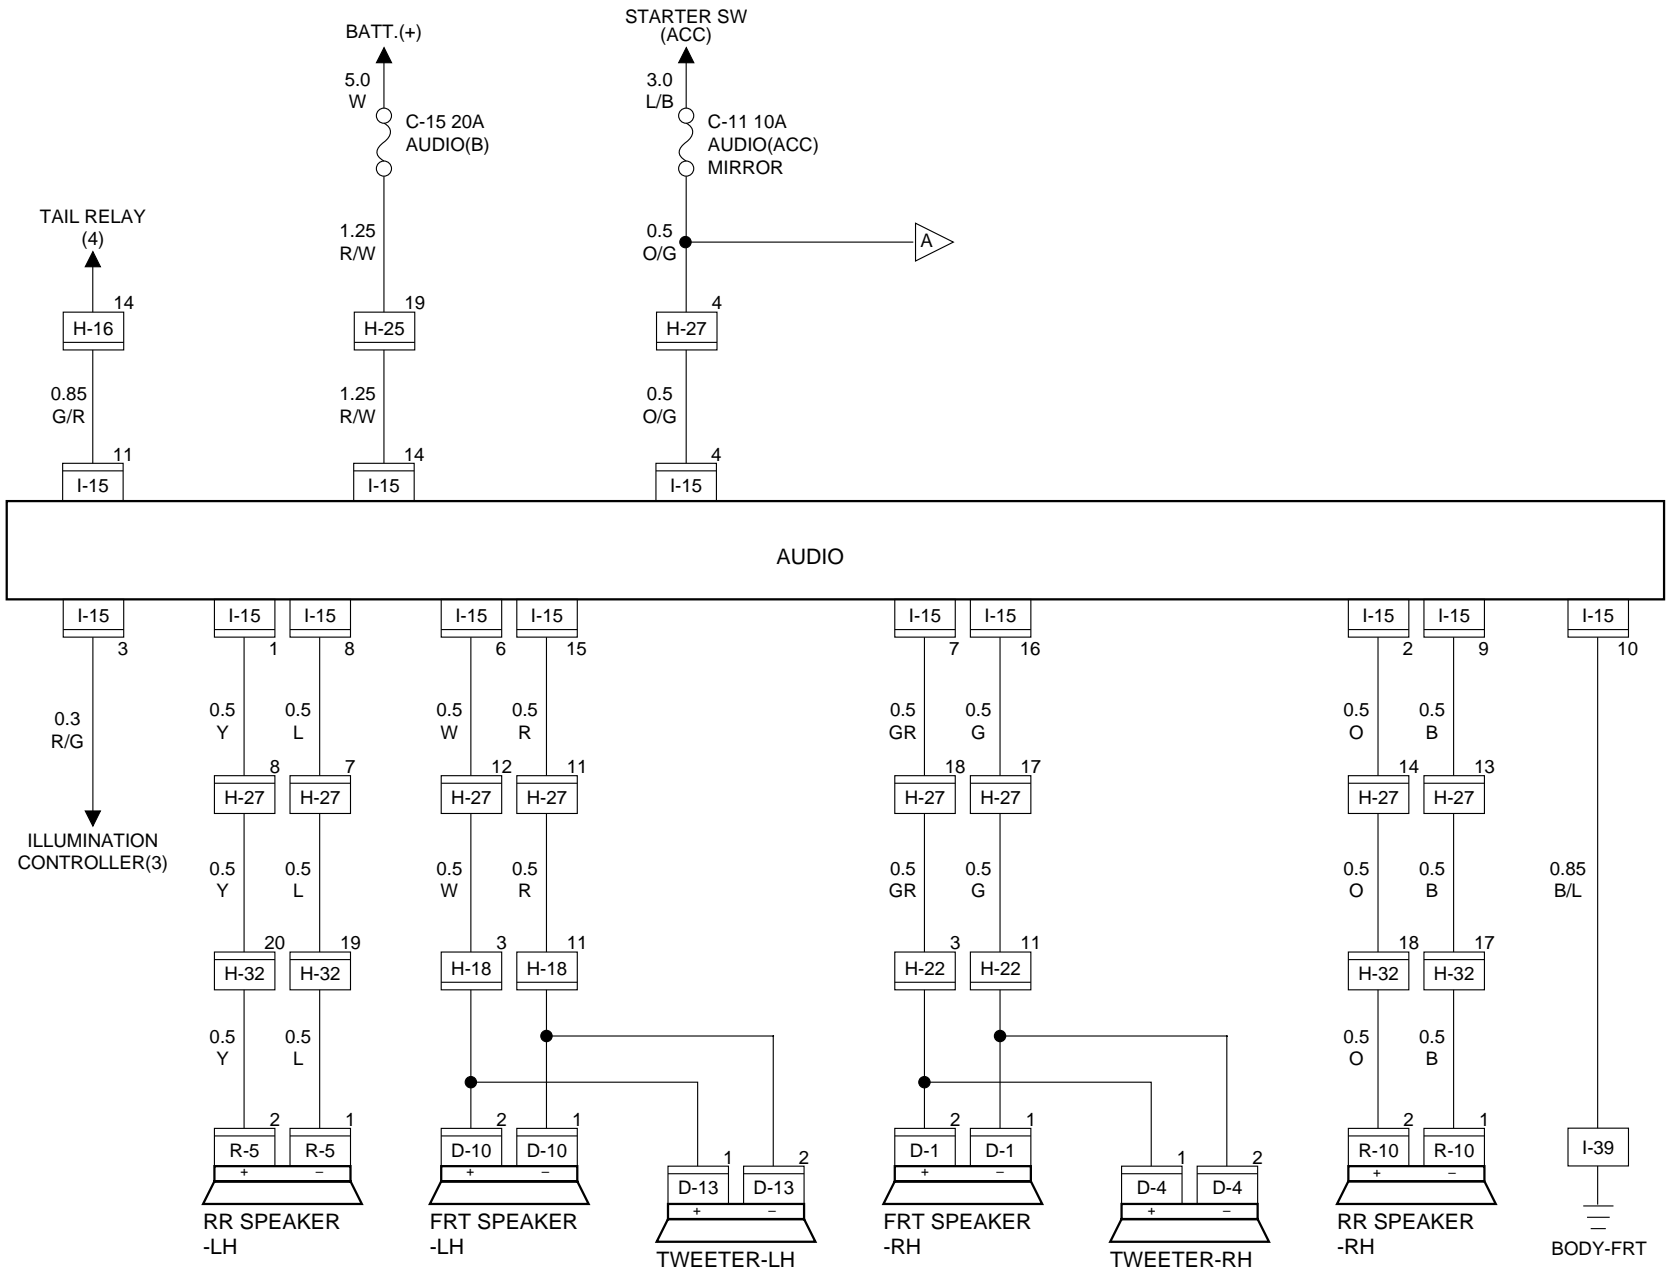 STARTER SW
(ACC)
BATT.(+)
5.0
W
3.0
L/B
C-15 20A
AUDIO(B)
C-11 10A
AUDIO(ACC)
MIRROR
TAIL RELAY
(4)
1.25
R/W
0.5
O/G
A
14
19
4
H-16
H-25
H-27
0.85
G/R
1.25
R/W
0.5
O/G
11
14
4
I-15
I-15
I-15
AUDIO
I-15
I-15
I-15
I-15
I-15
I-15
I-15
I-15
I-15
I-15
3
1
8
6
15
7
16
2
9
10
0.3
R/G
0.5
Y
0.5
L
0.5
W
0.5
R
0.5
GR
0.5
G
0.5
O
0.5
B
8
7
12
11
18
17
14
13
H-27
H-27
H-27
H-27
H-27
H-27
H-27
H-27
ILLUMINATION
CONTROLLER(3)
0.5
Y
0.5
L
0.5
W
0.5
R
0.5
GR
0.5
G
0.5
O
0.5
B
0.85
B/L
20
19
3
11
3
11
18
17
H-32
H-32
H-18
H-18
H-22
H-22
H-32
H-32
0.5
Y
0.5
L
0.5
O
0.5
B
2
1
2
1
2
1
2
1
R-5
R-5
D-10
D-10
D-1
D-1
R-10
R-10
I-39
+
−
+
−
+
−
+
−
1
2
1
2
D-13
D-13
D-4
D-4
+
−
+
−
RR SPEAKER
-LH
FRT SPEAKER
-LH
TWEETER-LH
FRT SPEAKER
-RH
TWEETER-RH
RR SPEAKER
-RH
BODY-FRT